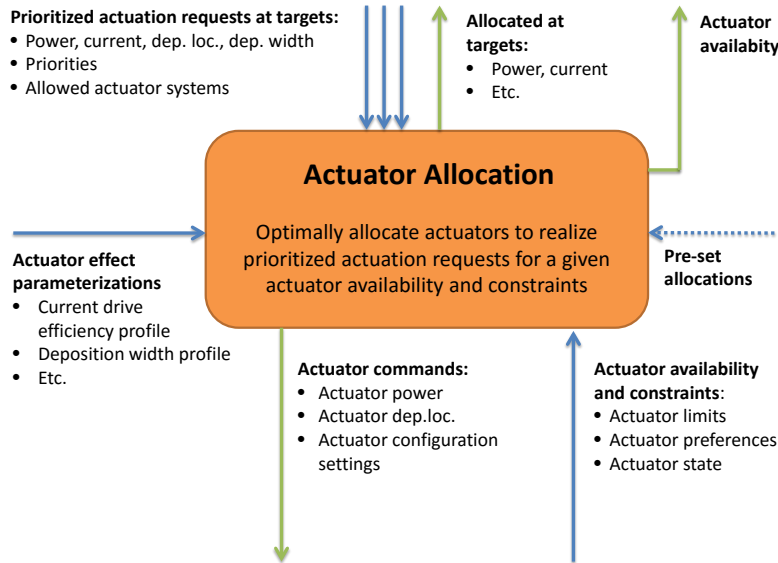 Prioritized actuation requests at targets:
• Power, current, dep. loc., dep. width
• Priorities
• Allowed actuator systems
Allocated at
targets:
• Power, current
• Etc.
Actuator
availabity
Actuator Allocation
Optimally allocate actuators to realize
prioritized actuation requests for a given
actuator availability and constraints
Actuator effect
parameterizations
• Current drive
efficiency profile
• Deposition width profile
• Etc.
Pre-set
allocations
Actuator commands:
• Actuator power
• Actuator dep.loc.
• Actuator configuration
settings
Actuator availability
and constraints:
• Actuator limits
• Actuator preferences
• Actuator state